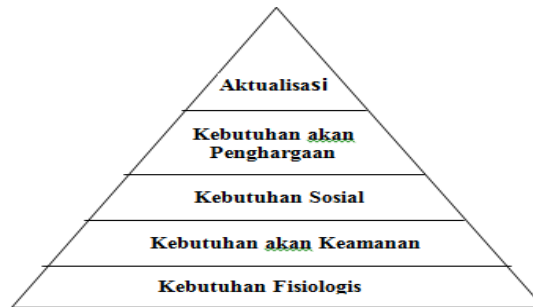 Aktualisasi
Kebutuhan akan
Penghargaan
Kebutuhan Sosial
Kebutuhan akan Keamanan
Kebutuhan Fisiologis